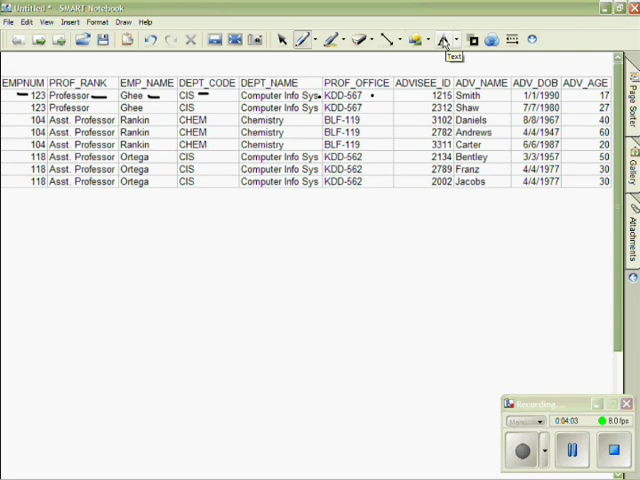 Untitled * - SMART Notebook
File Edit View Insert Format Draw Help
Text
EMPNUM PROF_RANK EMP_NAME DEPT_CODE DEPT_NAME PROF_OFFICE ADVISEE_ID ADV_NAME ADV_DOB ADV_AGE
123 Professor Ghee CIS Computer Info Sys KDD-567 1215 Smith 1/1/1990 17
123 Professor Ghee CIS Computer Info Sys KDD-567 2312 Shaw 7/7/1980 27
104 Asst. Professor Rankin CHEM Chemistry BLF-119 3102 Daniels 8/8/1967 40
104 Asst. Professor Rankin CHEM Chemistry BLF-119 2782 Andrews 4/4/1947 60
104 Asst. Professor Rankin CHEM Chemistry BLF-119 3311 Carter 6/6/1987 20
118 Asst. Professor Ortega CIS Computer Info Sys KDD-562 2134 Bentley 3/3/1957 50
118 Asst. Professor Ortega CIS Computer Info Sys KDD-562 2789 Franz 4/4/1977 30
118 Asst. Professor Ortega CIS Computer Info Sys KDD-562 2002 Jacobs 4/4/1977 30
Page Sorter
Gallery
Attachments
Recording...
Menu 0:04:03 8.0 fps